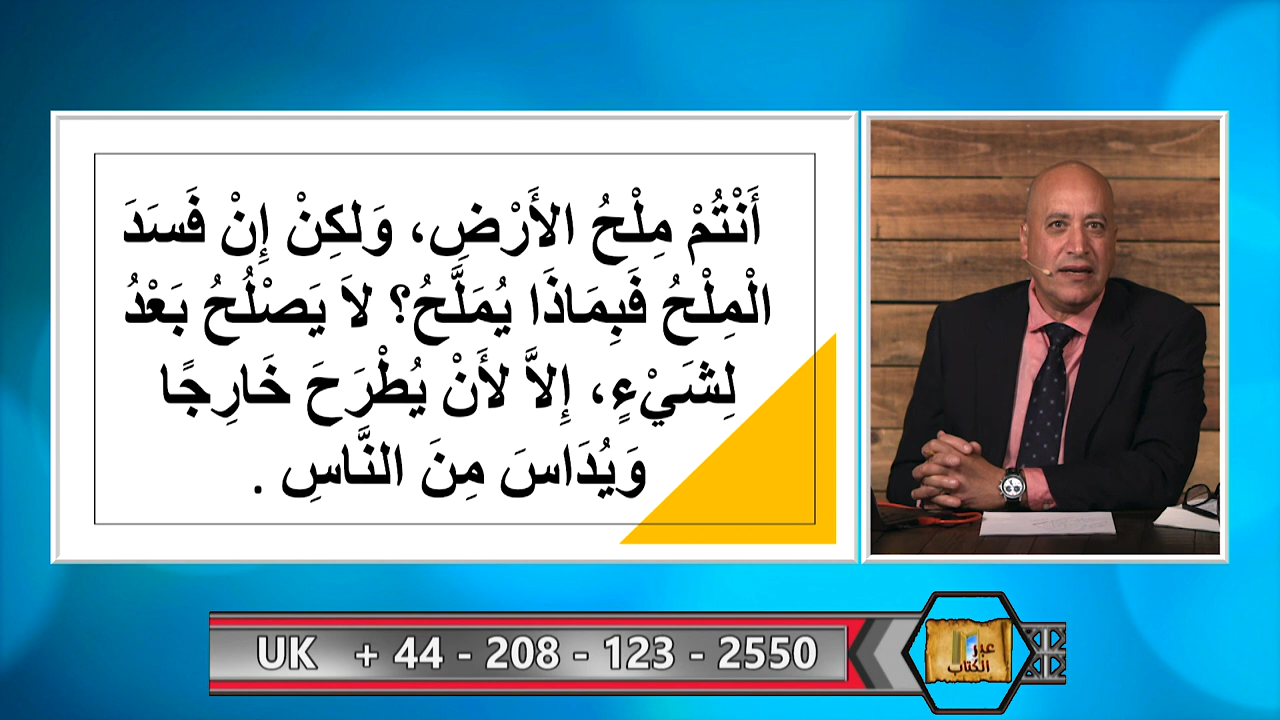 أَنْتُمْ مِلْحُ الأَرْضِ، وَلكِنْ إِنْ فَسَدَ
الْمِلْحُ فَبِمَاذَا يُمَلَّحُ؟ لاَ يَصْلُحُ بَعْدُ
لِشَيْءٍ، إِلاَّ لأَنْ يُطْرَحَ خَارِجًا
وَيُدَاسَ مِنَ النَّاسِ .
UK + 44 - 208 - 123 - 2550
عبر
الكتاب